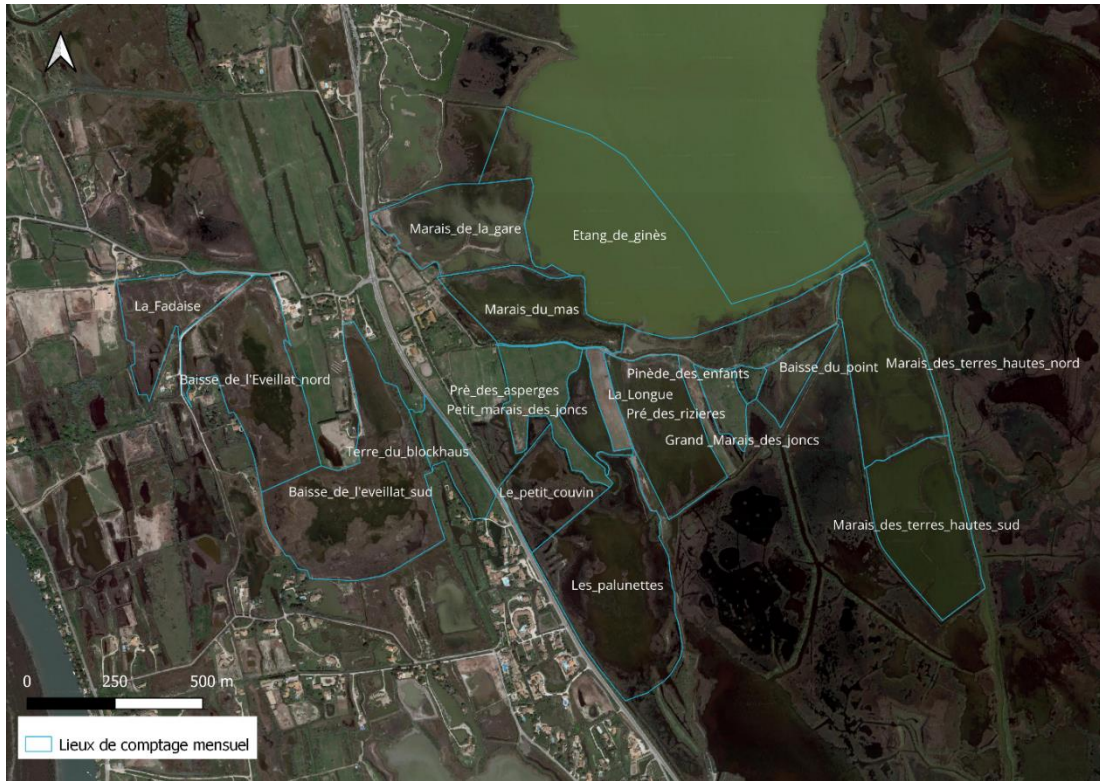 Marais_de_la_gare
Etang_de_ginès
La_Fadaise
Marais_du_mas
Baisse_de_l'Eveillat_nord
Prè_des_asperges
Petit_marais_des_joncs
Pinède_des_enfants
La_Longue
Pré_des_rizieres
Baisse_du_point
Marais_des_terres_hautes_nord
Grand _Marais_des_joncs
Terre_du_blockhaus
Baisse_de_l'eveillat_sud
Le_petit_couvin
Marais_des_terres_hautes_sud
Les_palunettes
0 250 500 m
Lieux de comptage mensuel